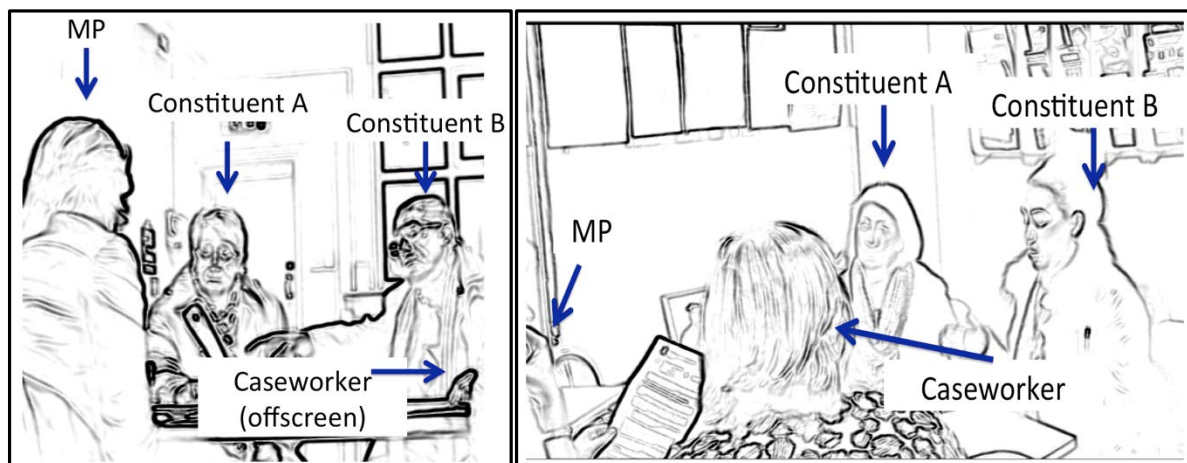 MP
Constituent A
Constituent B
Caseworker
(offscreen)
Constituent A
Constituent B
MP
Caseworker